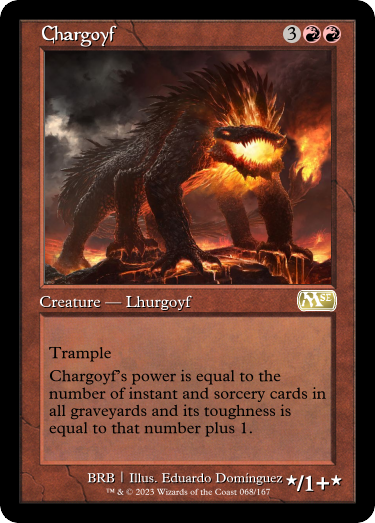 Chargoyf 3
Creature — Lhurgoyf MSE
Trample
Chargoyf's power is equal to the
number of instant and sorcery cards in
all graveyards and its toughness is
equal to that number plus 1.
BRB | Illus. Eduardo Domínguez
*/1+*
™ & © 2023 Wizards of the Coast 068/167